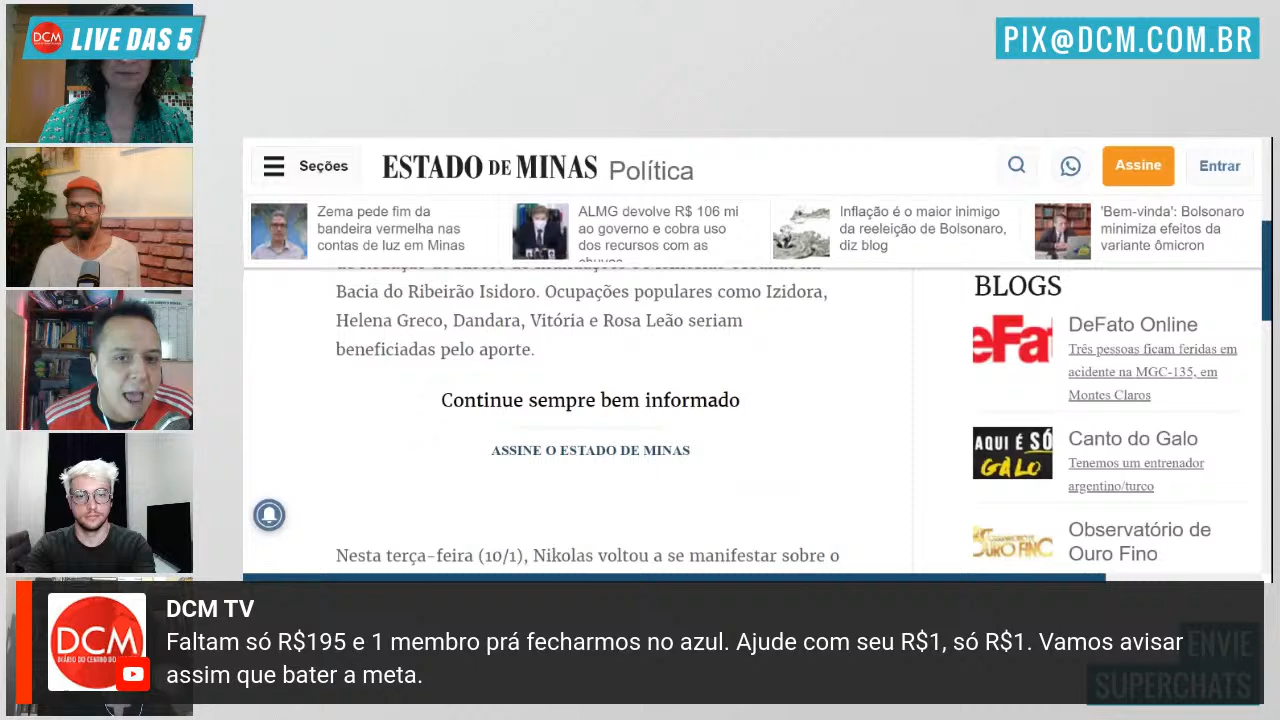 DCM
LIVE DAS 5
PIX@DCM.COM.BR
Seções
ESTADO DE MINAS Política
Assine
Entrar
Zema pede fim da
bandeira vermelha nas
contas de luz em Minas
ALMG devolve R$ 106 mi
ao governo e cobra uso
dos recursos com as
chuvas
Inflação é o maior inimigo
da reeleição de Bolsonaro,
diz blog
'Bem-vinda': Bolsonaro
minimiza efeitos da
variante ômicron
Bacia do Ribeirão Isidoro. Ocupações populares como Izidora,
Helena Greco, Dandara, Vitória e Rosa Leão seriam
beneficiadas pelo aporte.
Continue sempre bem informado
ASSINE O ESTADO DE MINAS
Nesta terça-feira (10/1), Nikolas voltou a se manifestar sobre o
BLOGS
DeFato Online
Três pessoas ficam feridas em
acidente na MGC-135, em
Montes Claros
AQUI É SÓ
GALO
Canto do Galo
Tenemos um entrenador
argentino/turco
Observatório de
Ouro Fino
DCM
DCM TV
Faltam só R$195 e 1 membro prá fecharmos no azul. Ajude com seu R$1, só R$1. Vamos avisar
assim que bater a meta.
ENVIE
SUPERCHATS